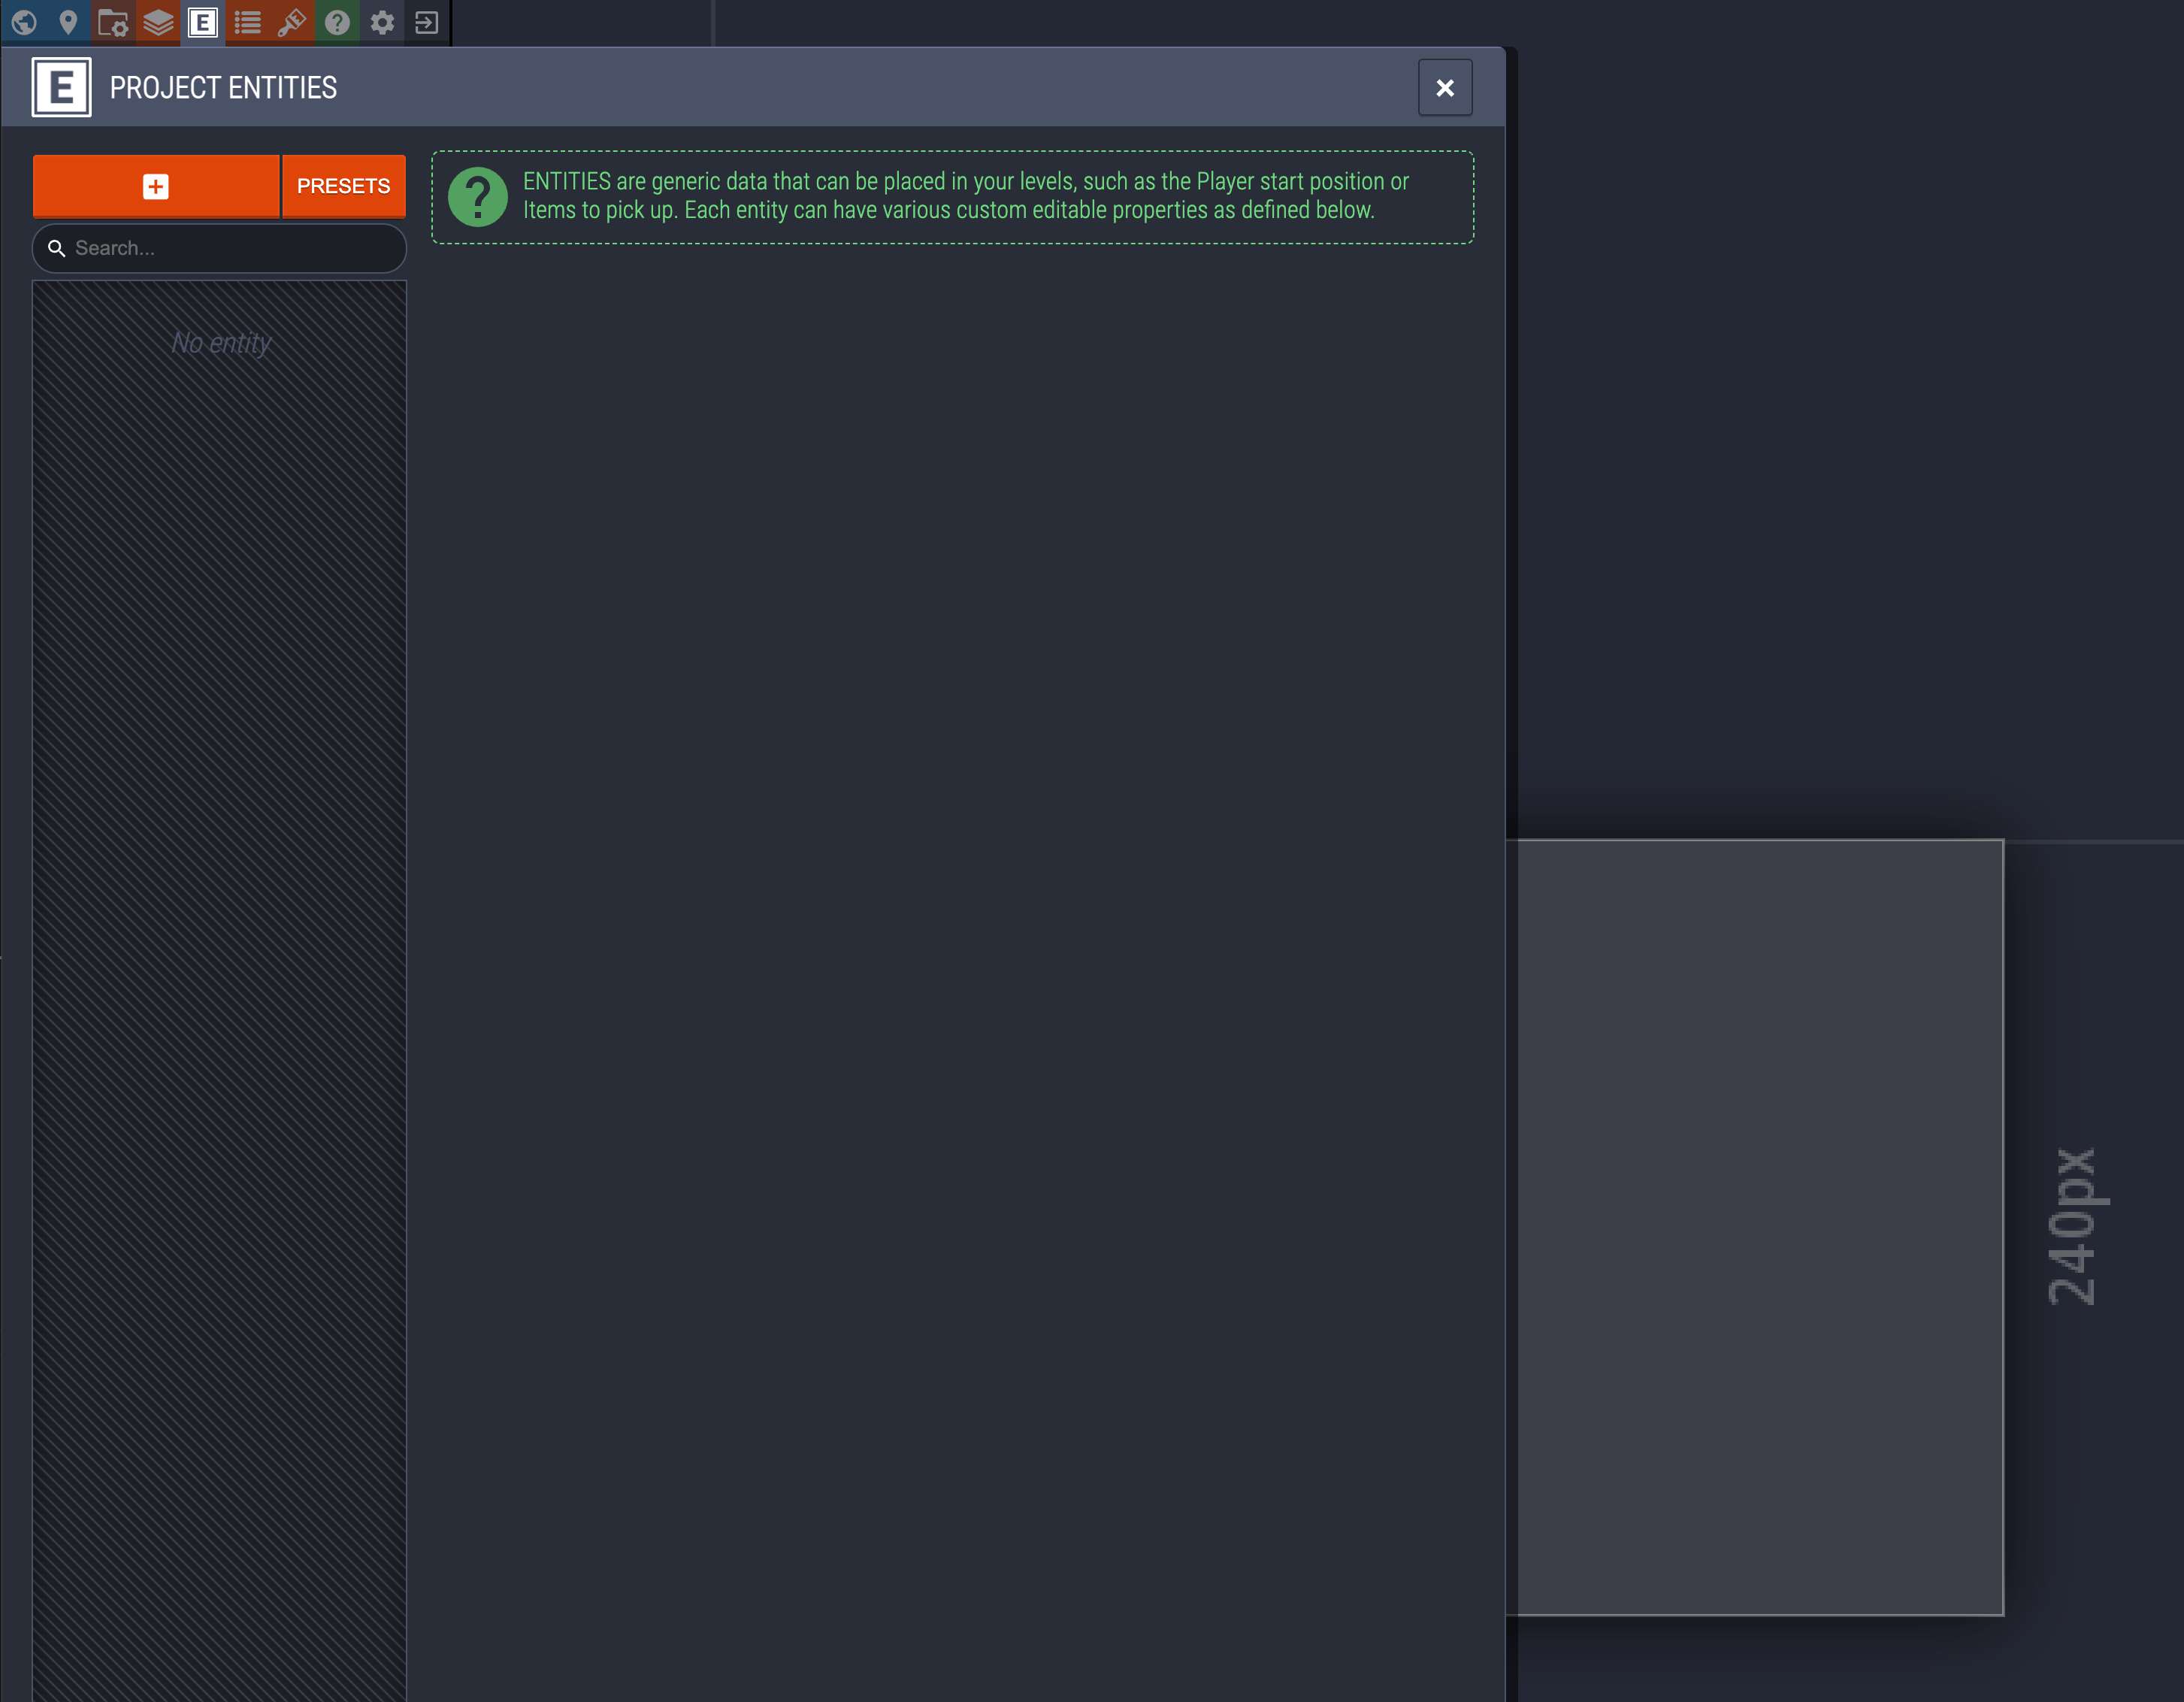 E
E PROJECT ENTITIES
PRESETS
Search...
No entity
ENTITIES are generic data that can be placed in your levels, such as the Player start position or
Items to pick up. Each entity can have various custom editable properties as defined below.
240px